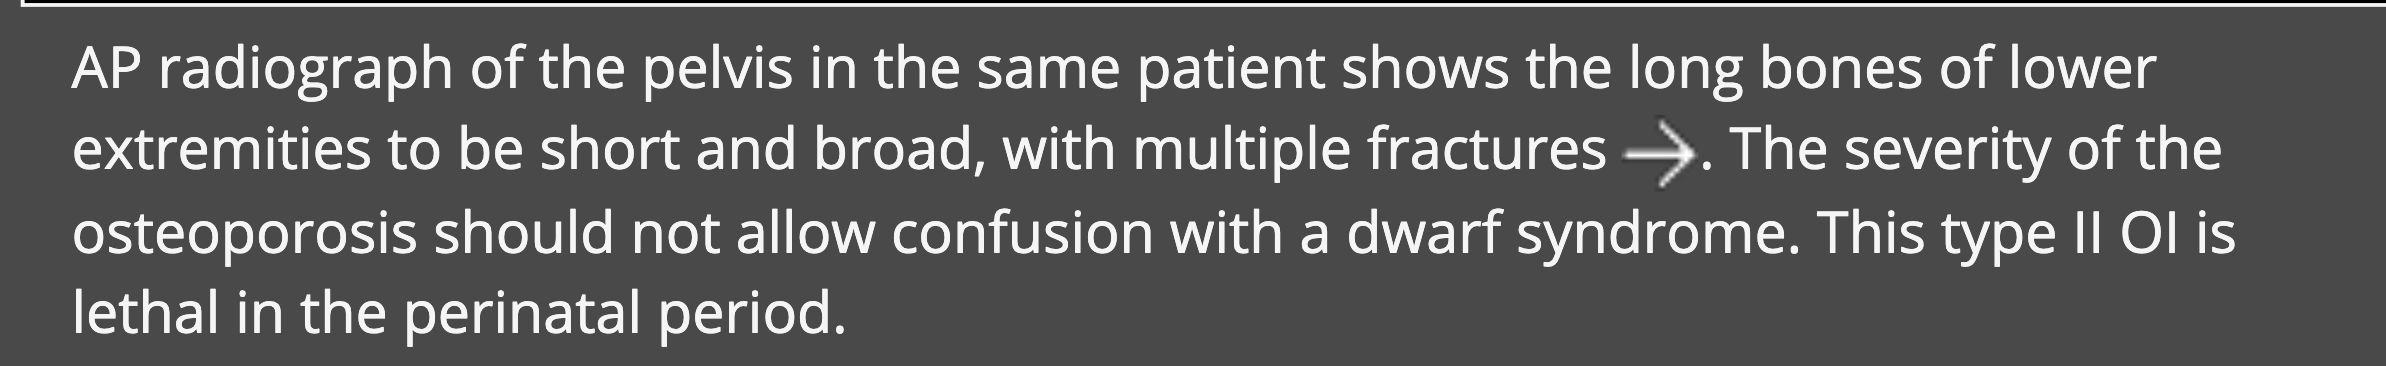 AP radiograph of the pelvis in the same patient shows the long bones of lower
extremities to be short and broad, with multiple fractures →. The severity of the
osteoporosis should not allow confusion with a dwarf syndrome. This type II OI is
lethal in the perinatal period.